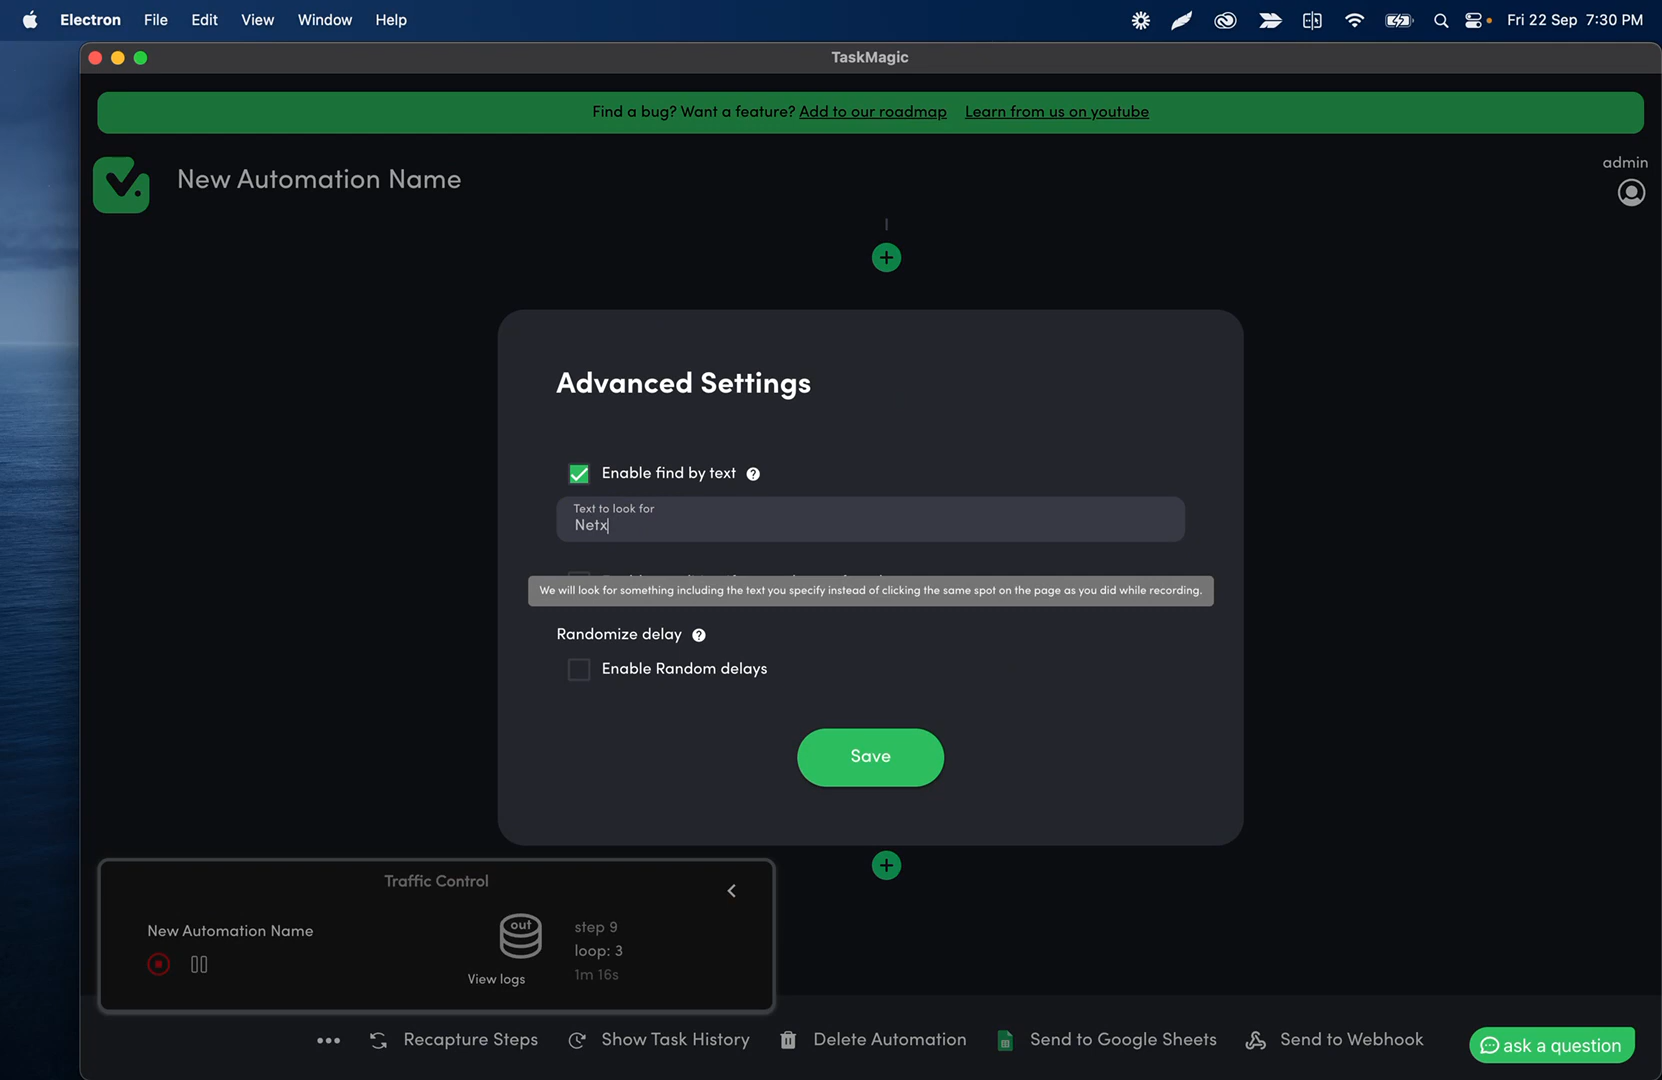 Electron File Edit View Window Help
Fri 22 Sep 7:30 PM
TaskMagic
Find a bug? Want a feature? Add to our roadmap Learn from us on youtube
New Automation Name
admin
Advanced Settings
Enable find by text
Text to look for
Netx
We will look for something including the text you specify instead of clicking the same spot on the page as you did while recording.
Randomize delay
Enable Random delays
Save
Traffic Control
New Automation Name
out
View logs
step 9
loop: 3
1m 16s
Recapture Steps
Show Task History
Delete Automation
Send to Google Sheets
Send to Webhook
ask a question